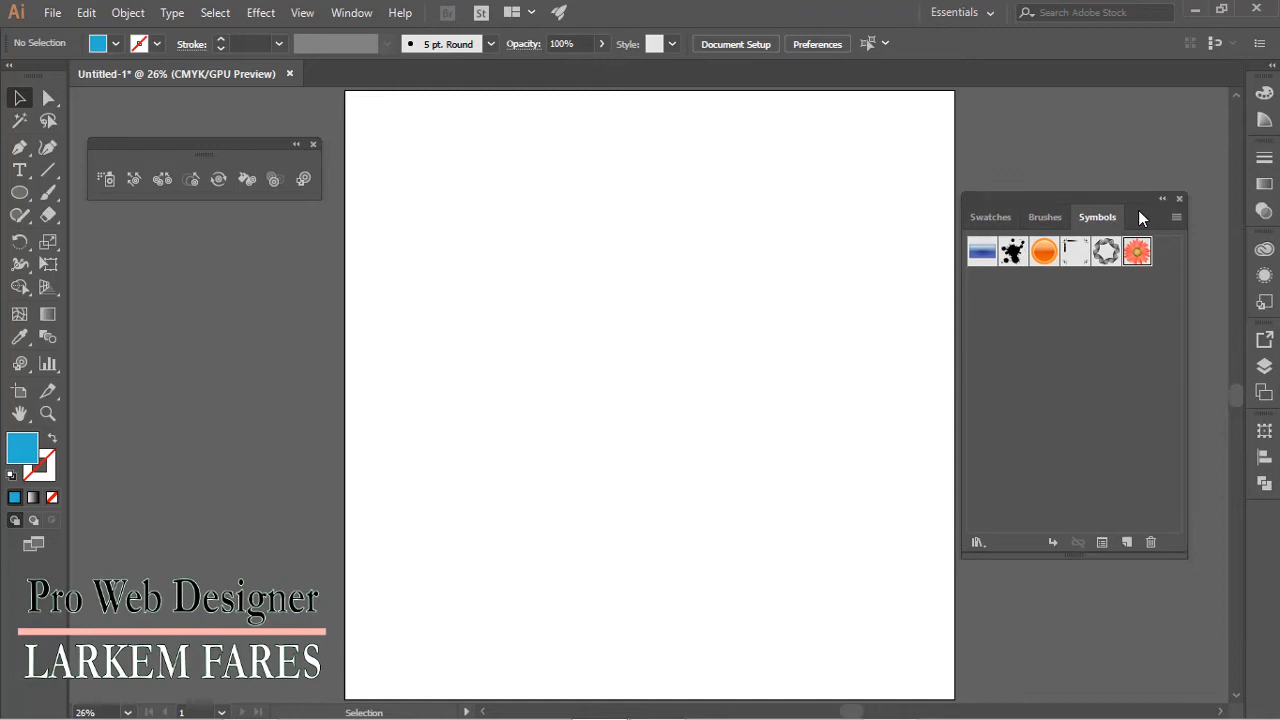 Ai File Edit Object Type Select Effect View Window Help Br St Essentials Search Adobe Stock
No Selection Stroke: 5 pt. Round Opacity: 100% Style: Document Setup Preferences
Untitled-1* @ 26% (CMYK/GPU Preview)
Swatches Brushes Symbols
Pro Web Designer
LARKEM FARES
26% 1 Selection